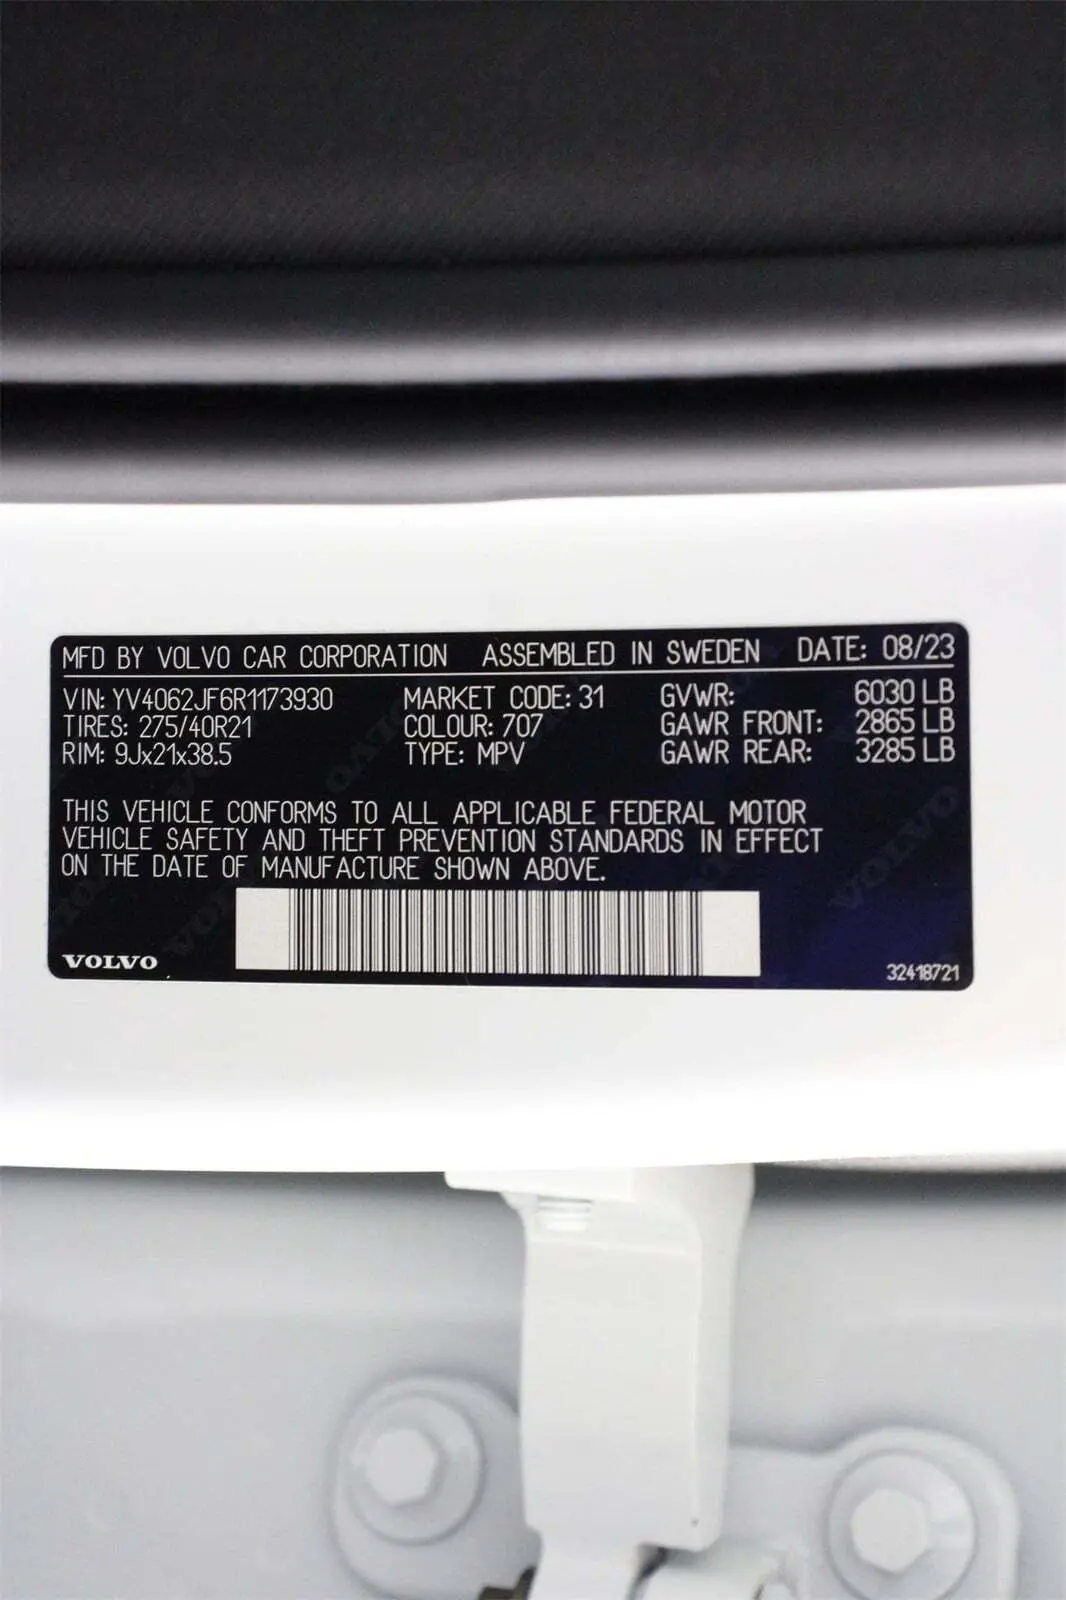 MFD BY VOLVO CAR CORPORATION ASSEMBLED IN SWEDEN DATE: 08/23
VIN: YV4062JF6R1173930 MARKET CODE: 31 GVWR: 6030 LB
TIRES: 275/40R21 COLOUR: 707 GAWR FRONT: 2865 LB
RIM: 9Jx21x38.5 TYPE: MPV GAWR REAR: 3285 LB
THIS VEHICLE CONFORMS TO ALL APPLICABLE FEDERAL MOTOR
VEHICLE SAFETY AND THEFT PREVENTION STANDARDS IN EFFECT
ON THE DATE OF MANUFACTURE SHOWN ABOVE.
VOLVO 32418721